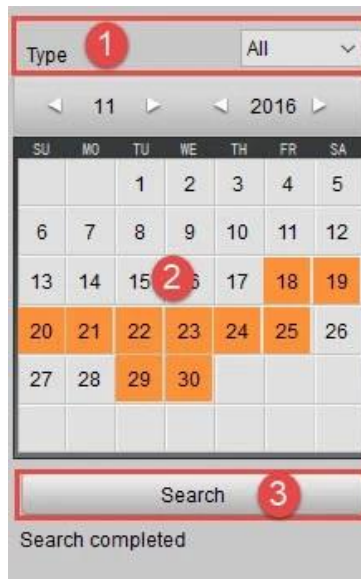 Type 1 All
11 2016
SU MO TU WE TH FR SA
1 2 3 4 5
6 7 8 9 10 11 12
13 14 15 2 6 17 18 19
20 21 22 23 24 25 26
27 28 29 30
Search 3
Search completed